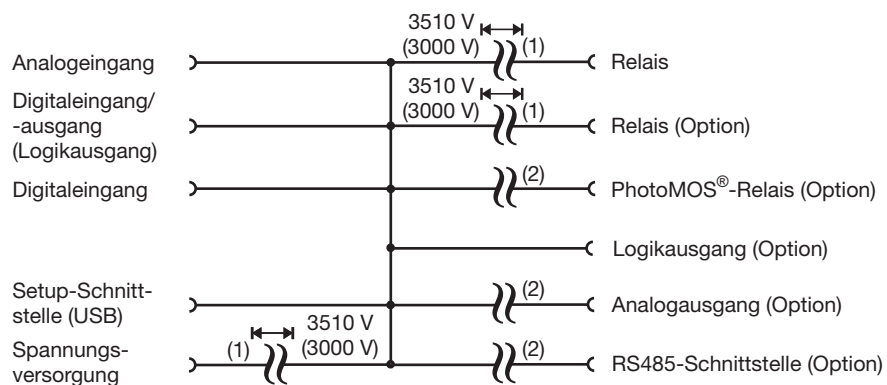 3510 V
(3000 V)
(1)
Analogeingang
Relais
Digitaleingang/
-ausgang
(Logikausgang)
3510 V
(3000 V)
(1)
Relais (Option)
Digitaleingang
(2)
PhotoMOS®-Relais (Option)
Logikausgang (Option)
Setup-Schnitt-
stelle (USB)
(2)
Analogausgang (Option)
Spannungs-
versorgung
(1)
3510 V
(3000 V)
(2)
RS485-Schnittstelle (Option)